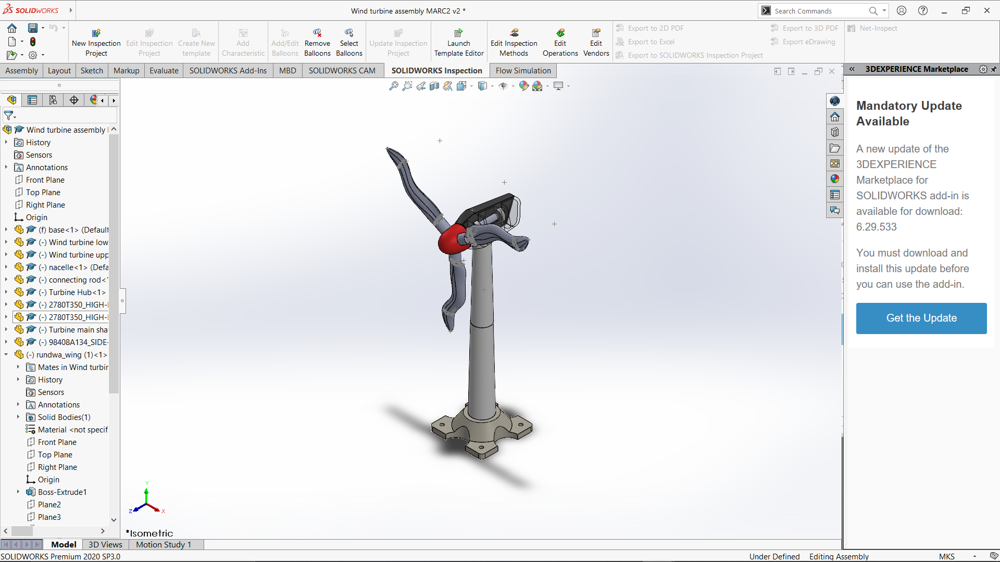 SOLIDWORKS
Wind turbine assembly MARC2 v2 *
Search Commands
New Inspection Project
Edit Inspection Project
Create New template
Add Characteristic
Add/Edit Balloons
Remove Balloons
Select Balloons
Update Inspection Project
Launch Template Editor
Edit Inspection Methods
Edit Operations
Edit Vendors
Export to 2D PDF
Export to Excel
Export to SOLIDWORKS Inspection Project
Export to 3D PDF
Export eDrawing
Net-Inspect
Assembly
Layout
Sketch
Markup
Evaluate
SOLIDWORKS Add-Ins
MBD
SOLIDWORKS CAM
SOLIDWORKS Inspection
Flow Simulation
3DEXPERIENCE Marketplace
Wind turbine assembly
History
Sensors
Annotations
Front Plane
Top Plane
Right Plane
Origin
(f) base<1> (Default
(-) Wind turbine low
(-) Wind turbine upp
(-) nacelle<1> (Defa
(-) connecting rod<
(-) Turbine Hub<1>
(-) 2780T350_HIGH-
(-) 2780T350_HIGH-
(-) Turbine main sha
(-) 98408A134_SIDE-
(-) rundwa_wing (1)<1>
Mates in Wind turbin
History
Sensors
Annotations
Solid Bodies(1)
Material <not specif
Front Plane
Top Plane
Right Plane
Origin
Boss-Extrude1
Plane2
Plane3
Y
Z
X
*Isometric
Mandatory Update
Available
A new update of the
3DEXPERIENCE
Marketplace for
SOLIDWORKS add-in is
available for download:
6.29.533
You must download and
install this update before
you can use the add-in.
Get the Update
Model
3D Views
Motion Study 1
SOLIDWORKS Premium 2020 SP3.0
Under Defined
Editing Assembly
MKS